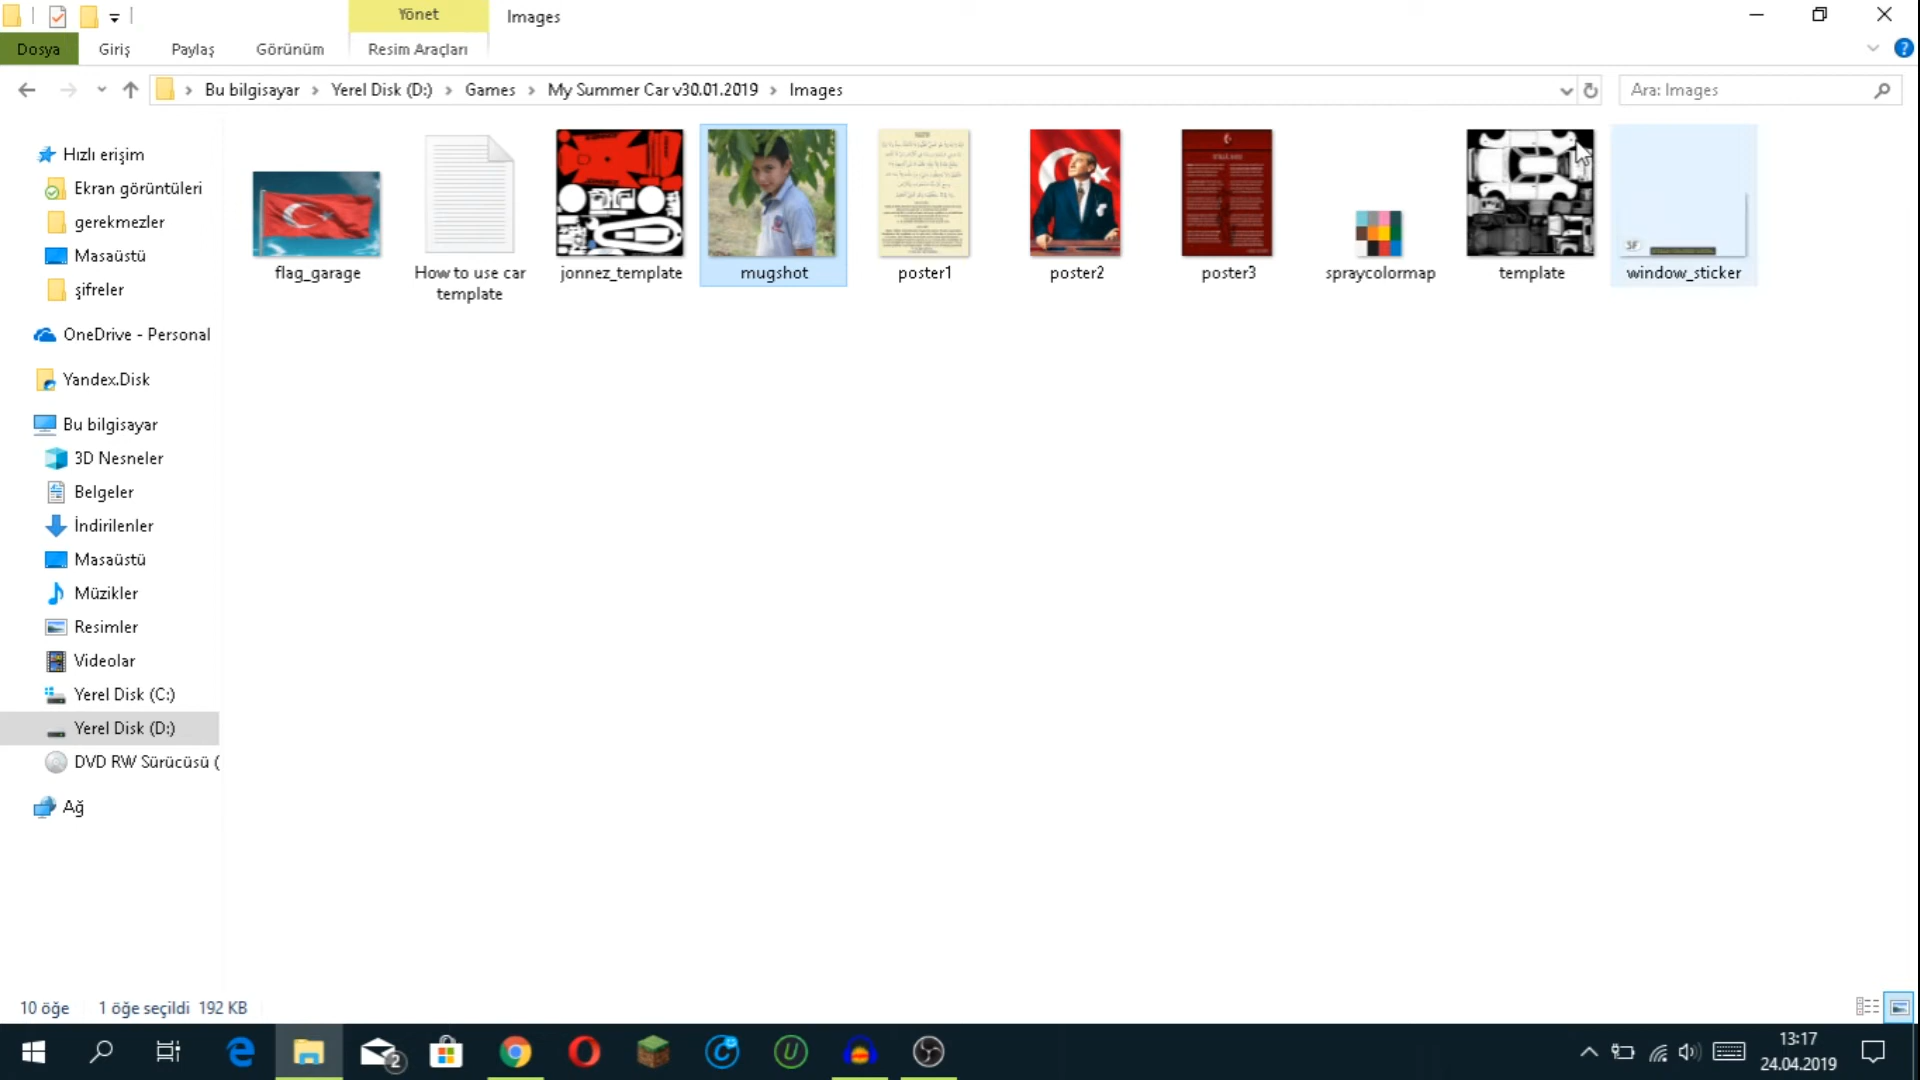 Yönet
Images
Dosya
Giriş
Paylaş
Görünüm
Resim Araçları
Bu bilgisayar
Yerel Disk (D:)
Games
My Summer Car v30.01.2019
Images
Ara: Images
Hızlı erişim
Ekran görüntüleri
gerekmezler
Masaüstü
şifreler
OneDrive - Personal
Yandex.Disk
Bu bilgisayar
3D Nesneler
Belgeler
İndirilenler
Masaüstü
Müzikler
Resimler
Videolar
Yerel Disk (C:)
Yerel Disk (D:)
DVD RW Sürücüsü (
Ağ
flag_garage
How to use car
template
jonnez_template
mugshot
poster1
poster2
poster3
spraycolormap
template
SF
window_sticker
10 öğe
1 öğe seçildi 192 KB
2
13:17
24.04.2019